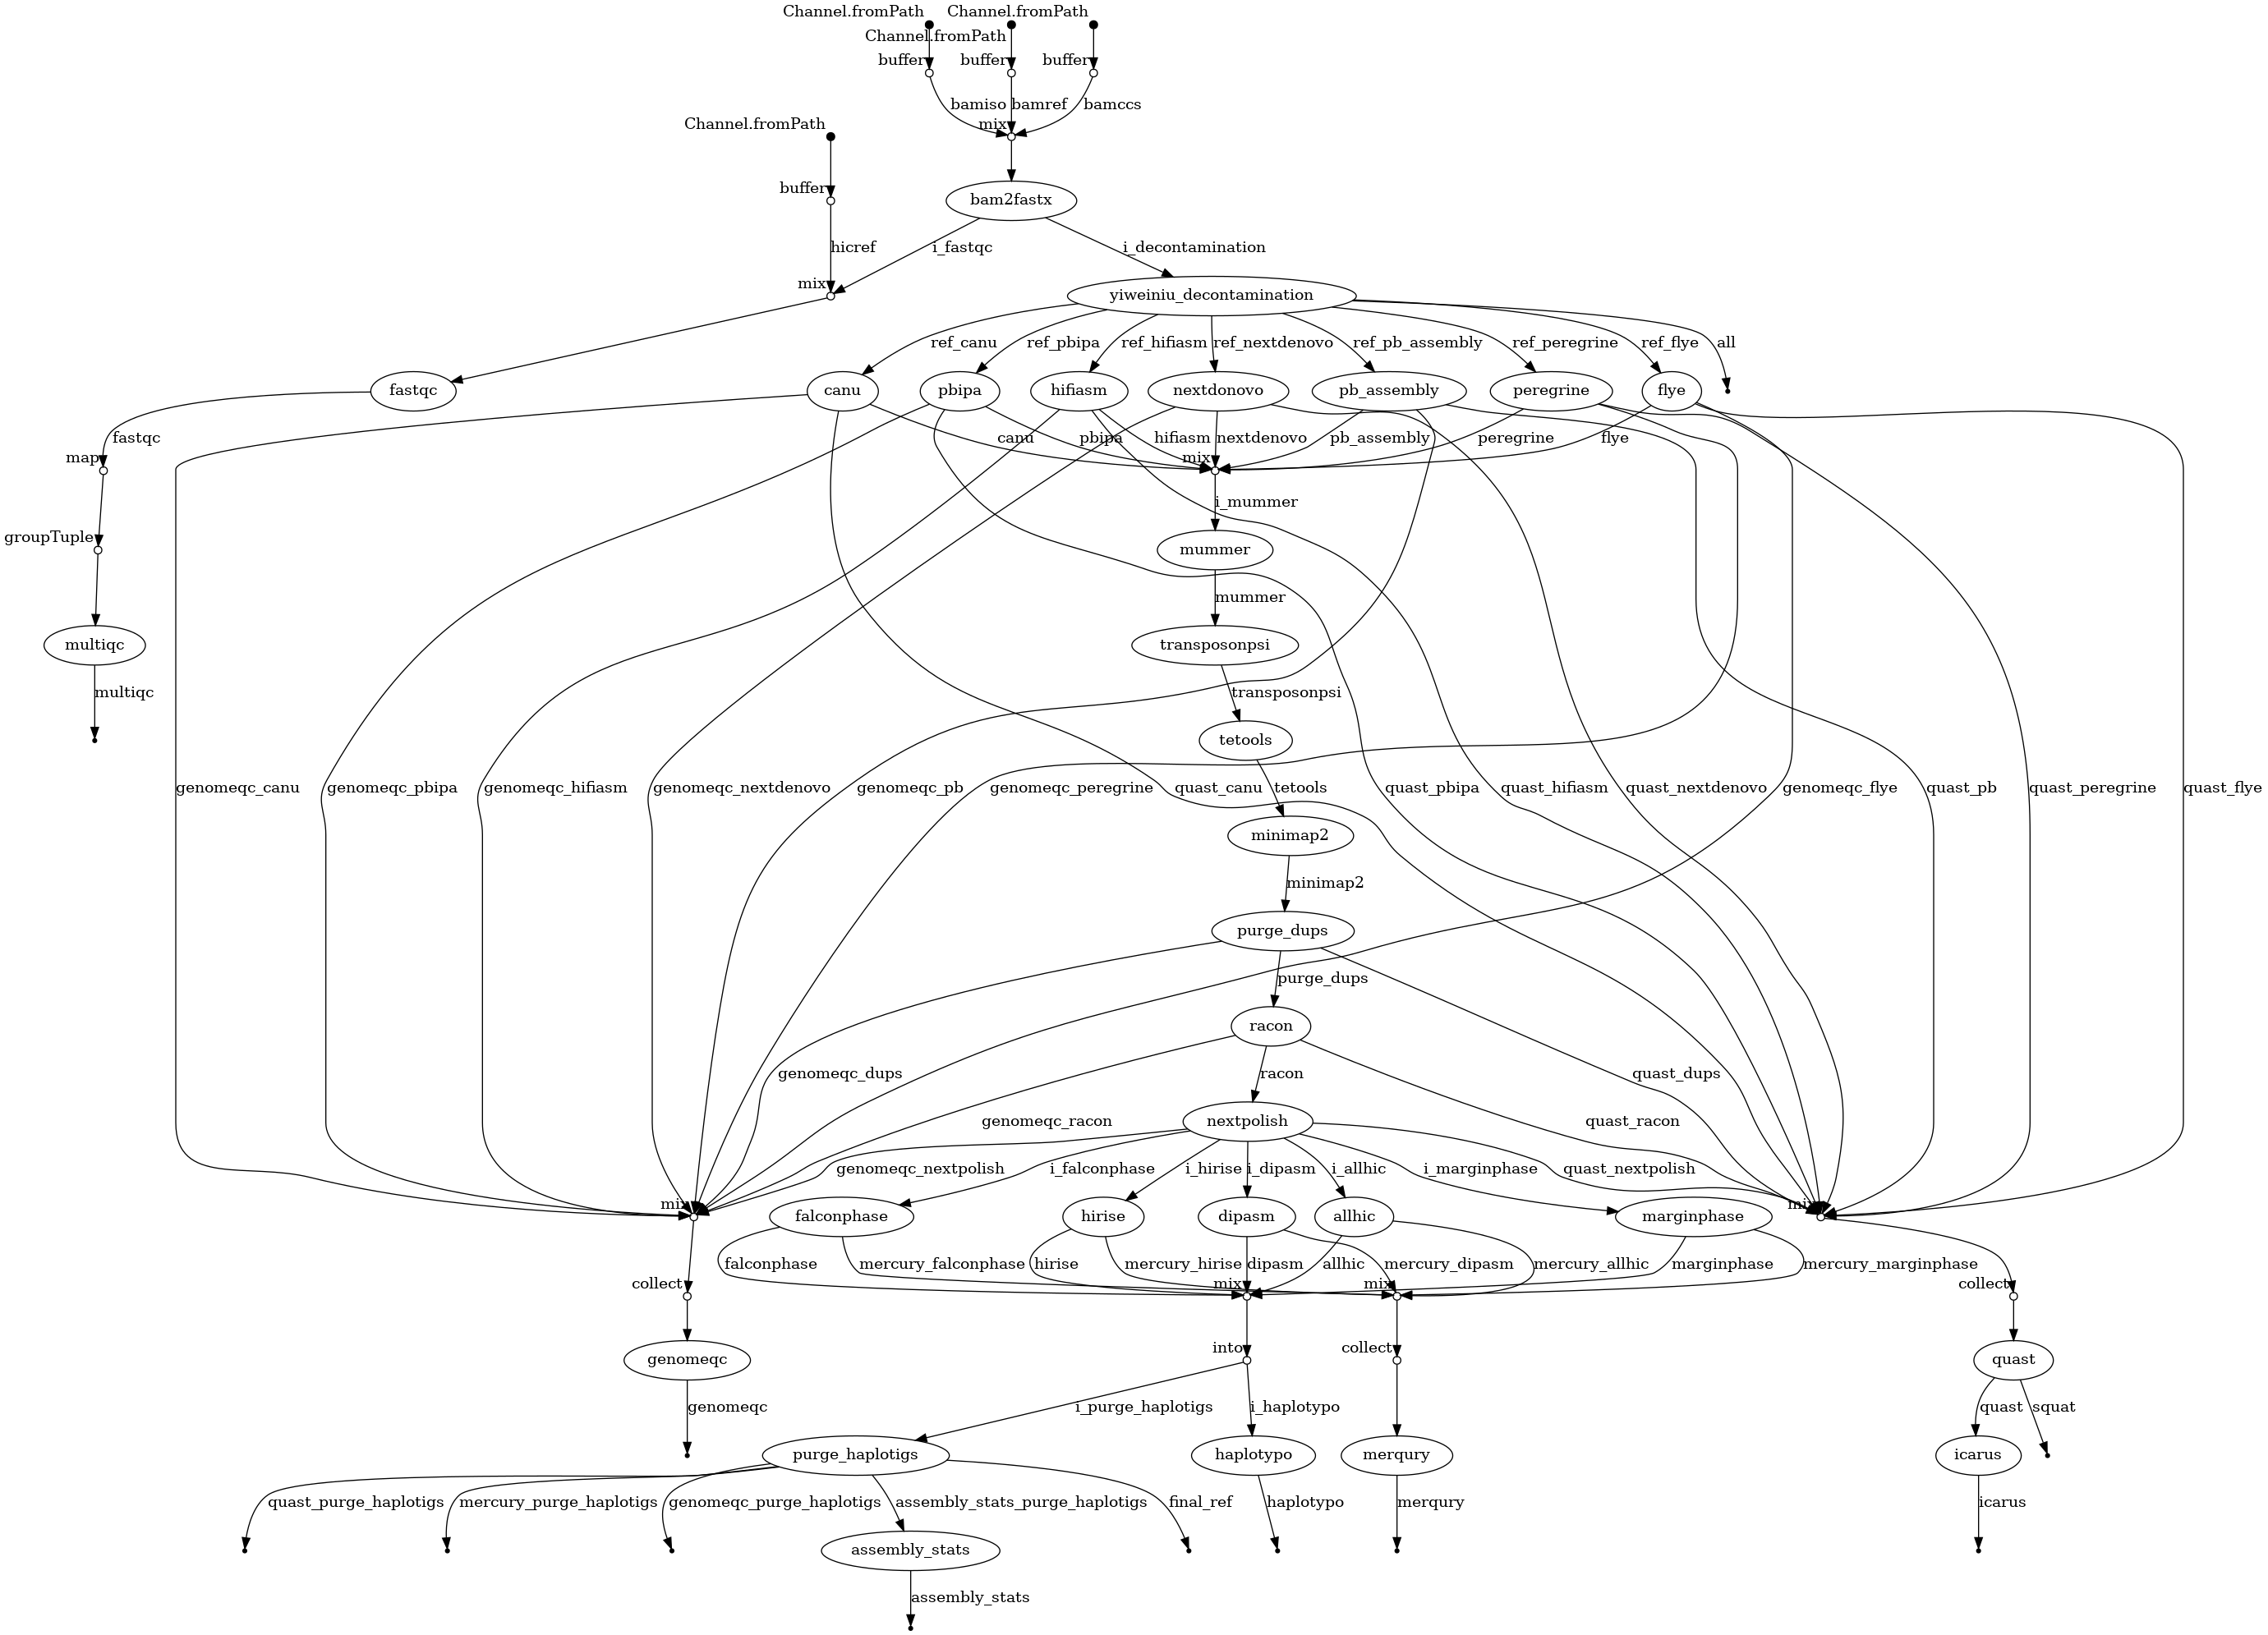 Channel.fromPath Channel.fromPath
Channel.fromPath
buffer buffer buffer
bamiso bamref bamccs
Channel.fromPath mix
buffer bam2fastx
hicref i_fastqc i_decontamination
mix yiweiniu_decontamination
ref_canu ref_pbipa ref_hifiasm ref_nextdenovo ref_pb_assembly ref_peregrine ref_flye all
fastqc canu pbipa hifiasm nextdonovo pb_assembly peregrine flye
fastqc canu pbipa hifiasm nextdenovo pb_assembly peregrine flye
map mix
i_mummer
groupTuple mummer
mummer
multiqc transposonpsi
multiqc transposonpsi
tetools
genomeqc_canu genomeqc_pbipa genomeqc_hifiasm genomeqc_nextdenovo genomeqc_pb genomeqc_peregrine quast_canu tetools quast_pbipa quast_hifiasm quast_nextdenovo genomeqc_flye quast_pb quast_peregrine quast_flye
minimap2
minimap2
purge_dups
purge_dups
racon
genomeqc_dups racon quast_dups
genomeqc_racon nextpolish quast_racon
genomeqc_nextpolish i_falconphase i_hirise i_dipasm i_allhic i_marginphase quast_nextpolish
mix falconphase hirise dipasm allhic marginphase mix
falconphase mercury_falconphase hirise mercury_hirise dipasm allhic mercury_dipasm mercury_allhic marginphase mercury_marginphase
collect mix mix collect
genomeqc into collect quast
genomeqc i_purge_haplotigs i_haplotypo quast squat
purge_haplotigs haplotypo merqury icarus
quast_purge_haplotigs mercury_purge_haplotigs genomeqc_purge_haplotigs assembly_stats_purge_haplotigs final_ref haplotypo merqury icarus
assembly_stats
assembly_stats